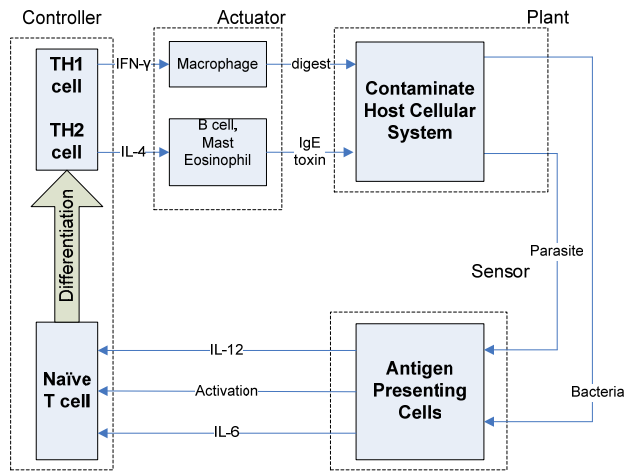 Controller
Actuator
Plant
TH1
cell
TH2
cell
IFN-γ
IL-4
Macrophage
B cell,
Mast
Eosinophil
digest
IgE
toxin
Contaminate
Host Cellular
System
Differentiation
Parasite
Sensor
Bacteria
Naïve
T cell
IL-12
Activation
IL-6
Antigen
Presenting
Cells